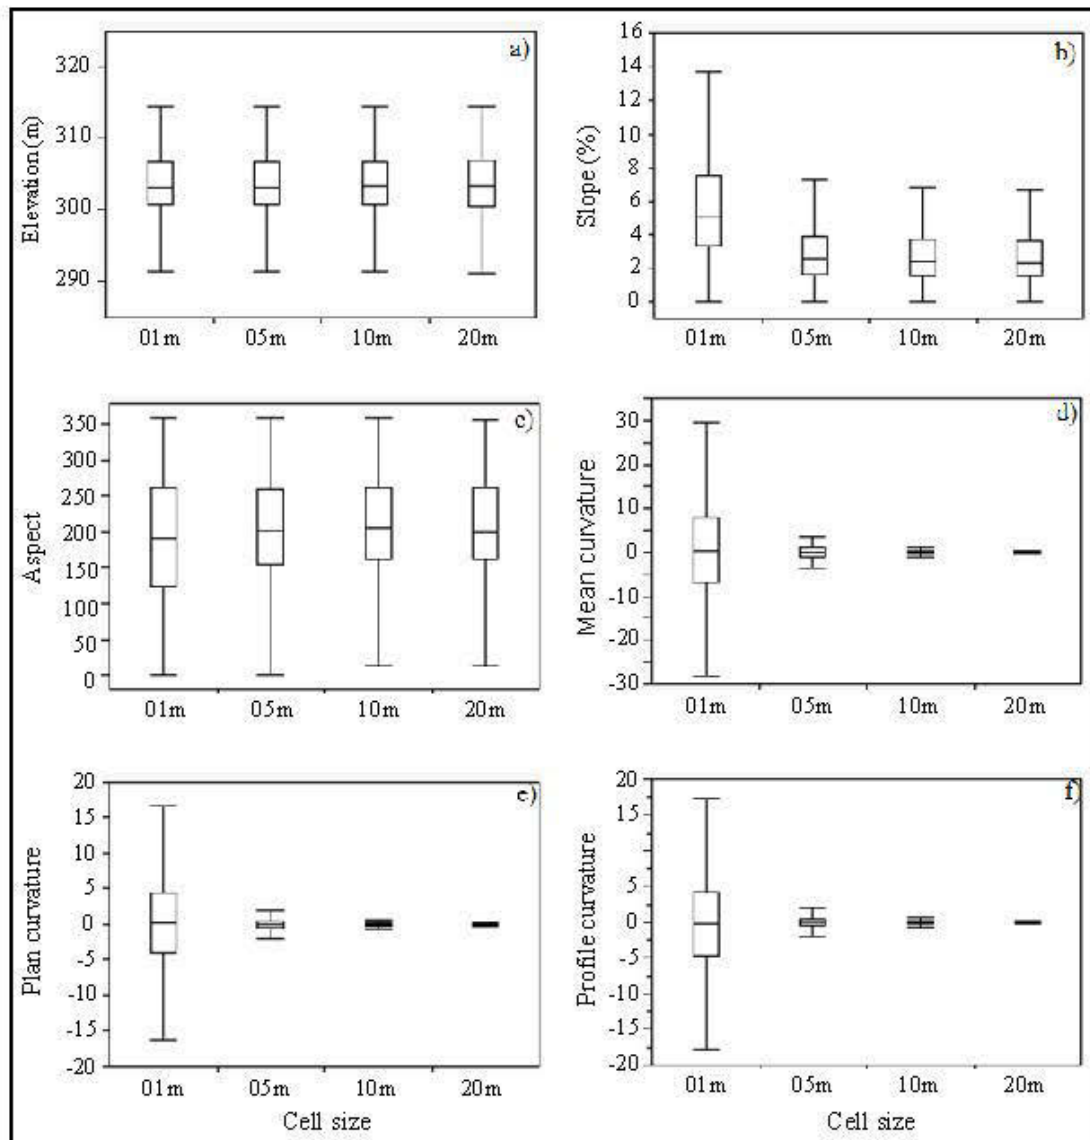 a)
Elevation (m)
320
310
300
290
01m 05m 10m 20m
b)
Slope (%)
16
14
12
10
8
6
4
2
0
01m 05m 10m 20m
c)
Aspect
350
300
250
200
150
100
50
0
01m 05m 10m 20m
d)
Mean curvature
30
20
10
0
-10
-20
-30
01m 05m 10m 20m
e)
Plan curvature
20
15
10
5
0
-5
-10
-15
-20
01m 05m 10m 20m
Cell size
f)
Profile curvature
20
15
5
0
-5
-10
-15
-20
01m 05m 10m 20m
Cell size